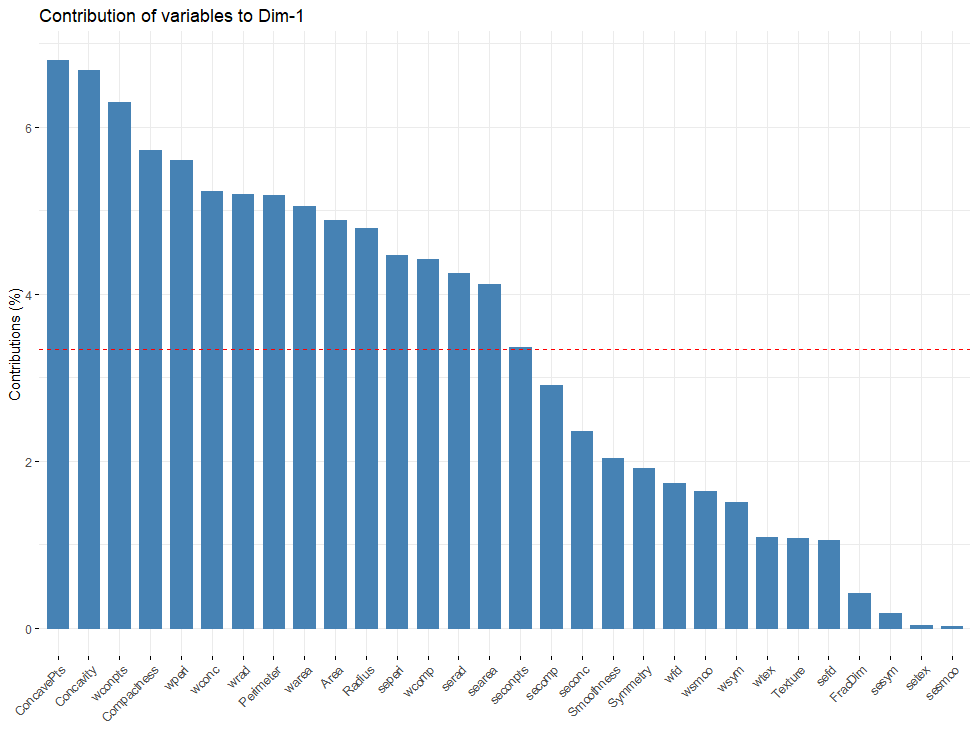 Contribution of variables to Dim-1
Contributions (%)
6
4
2
0
ConcavePts
Concavity
wconpts
Compactness
wperi
wconc
wrad
Perimeter
warea
Area
Radius
seperi
wcomp
serad
searea
seconpts
secomp
seconc
Smoothness
Symmetry
wfd
wsmoo
wsym
wtex
Texture
sefd
FracDim
sesym
setex
sesmoo